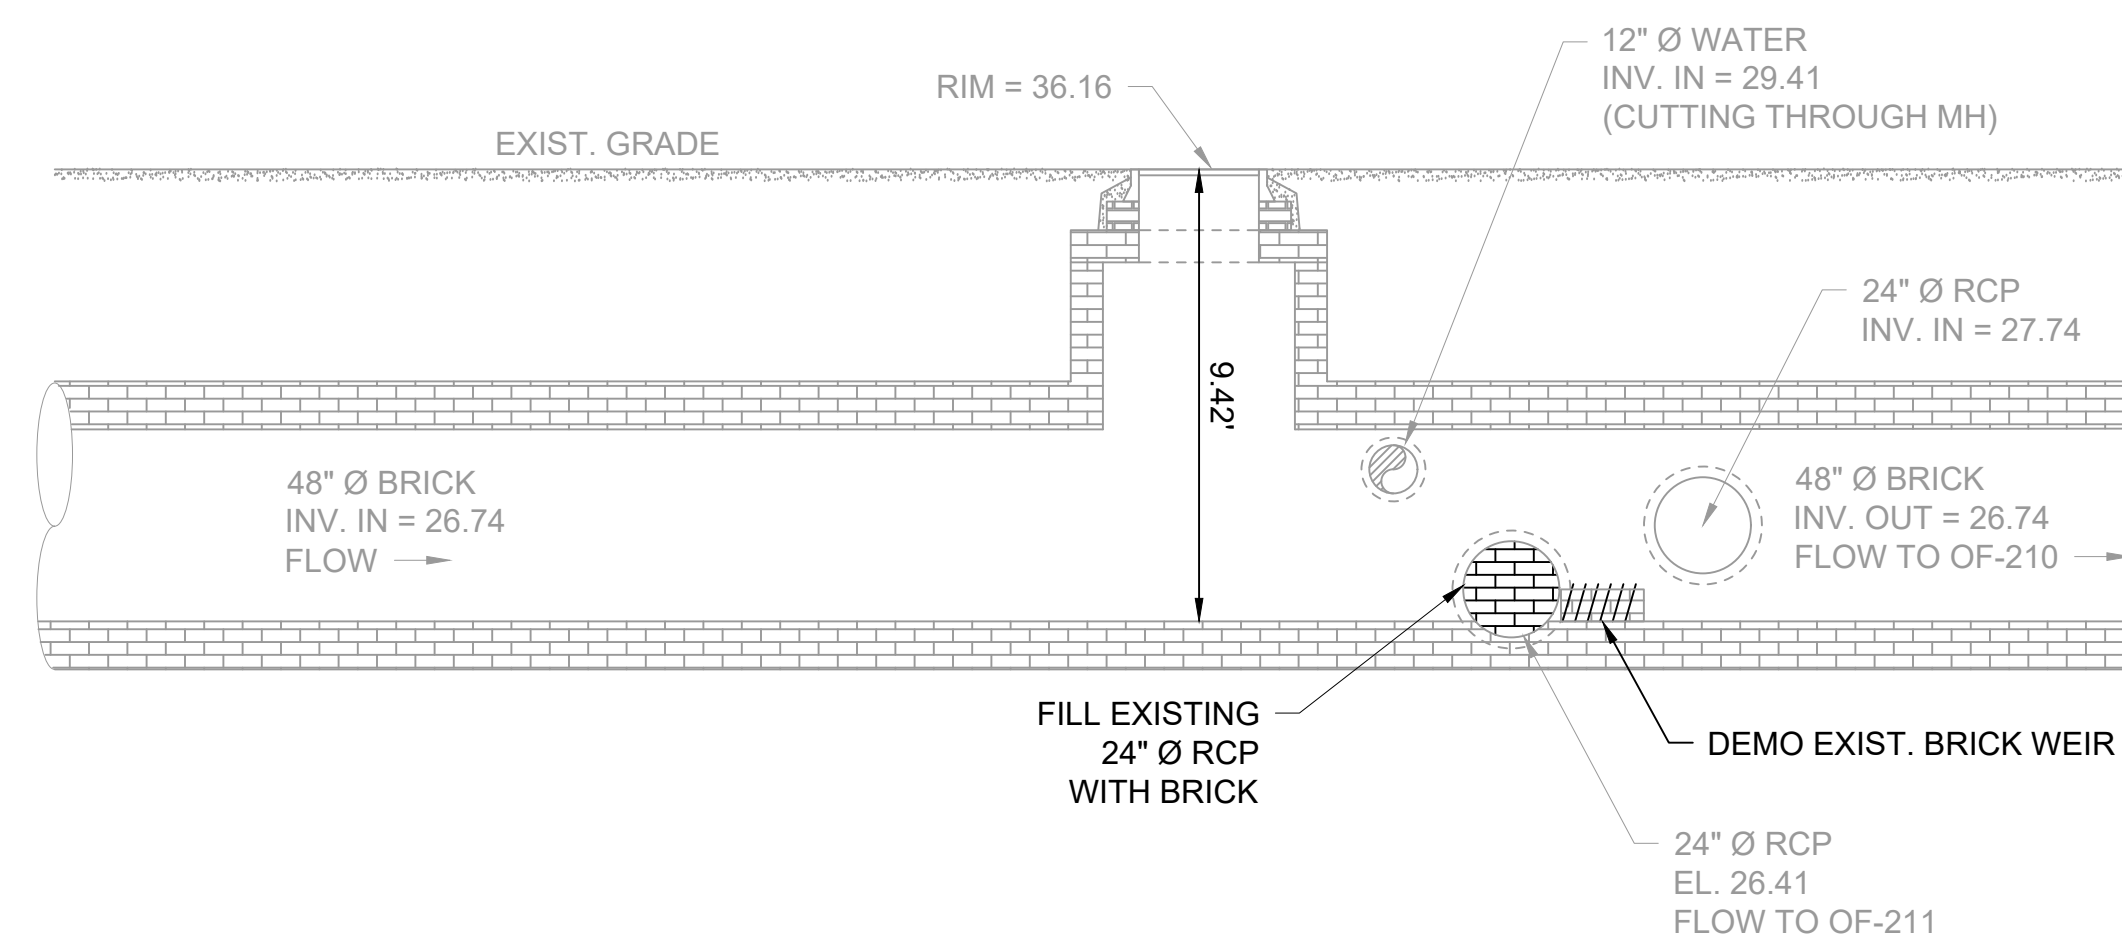 12" Ø WATER
INV. IN = 29.41
(CUTTING THROUGH MH)
RIM = 36.16
EXIST. GRADE
24" Ø RCP
INV. IN = 27.74
9.42'
48" Ø BRICK
INV. IN = 26.74
FLOW
48" Ø BRICK
INV. OUT = 26.74
FLOW TO OF-210
FILL EXISTING
24" Ø RCP
WITH BRICK
DEMO EXIST. BRICK WEIR
24" Ø RCP
EL. 26.41
FLOW TO OF-211